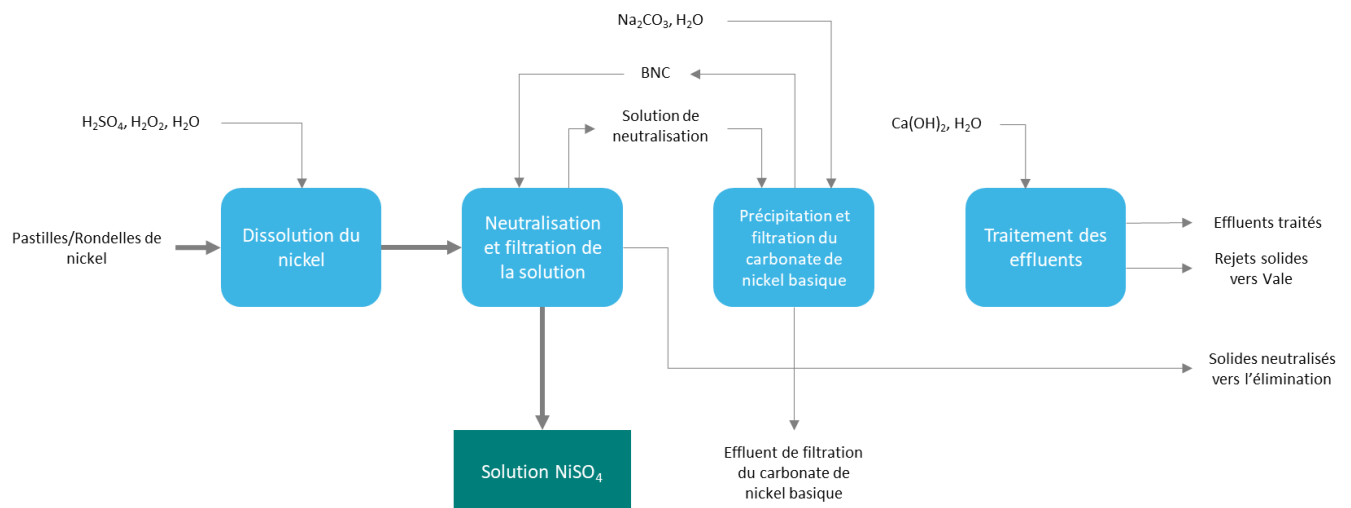 Na₂CO₃, H₂O
BNC
H₂SO₄, H₂O₂, H₂O
Solution de
neutralisation
Ca(OH)₂, H₂O
Pastilles/Rondelles de
nickel
Dissolution du
nickel
Neutralisation
et filtration de
la solution
Précipitation et
filtration du
carbonate de
nickel basique
Traitement des
effluents
Effluents traités
Rejets solides
vers Vale
Solides neutralisés
vers l’élimination
Solution NiSO₄
Effluent de filtration
du carbonate de
nickel basique